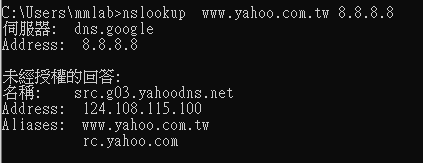 C:\Users\mmlab>nslookup  www.yahoo.com.tw 8.8.8.8
伺服器:  dns.google
Address:  8.8.8.8
未經授權的回答:
名稱:    src.g03.yahoodns.net
Address:  124.108.115.100
Aliases:  www.yahoo.com.tw
rc.yahoo.com